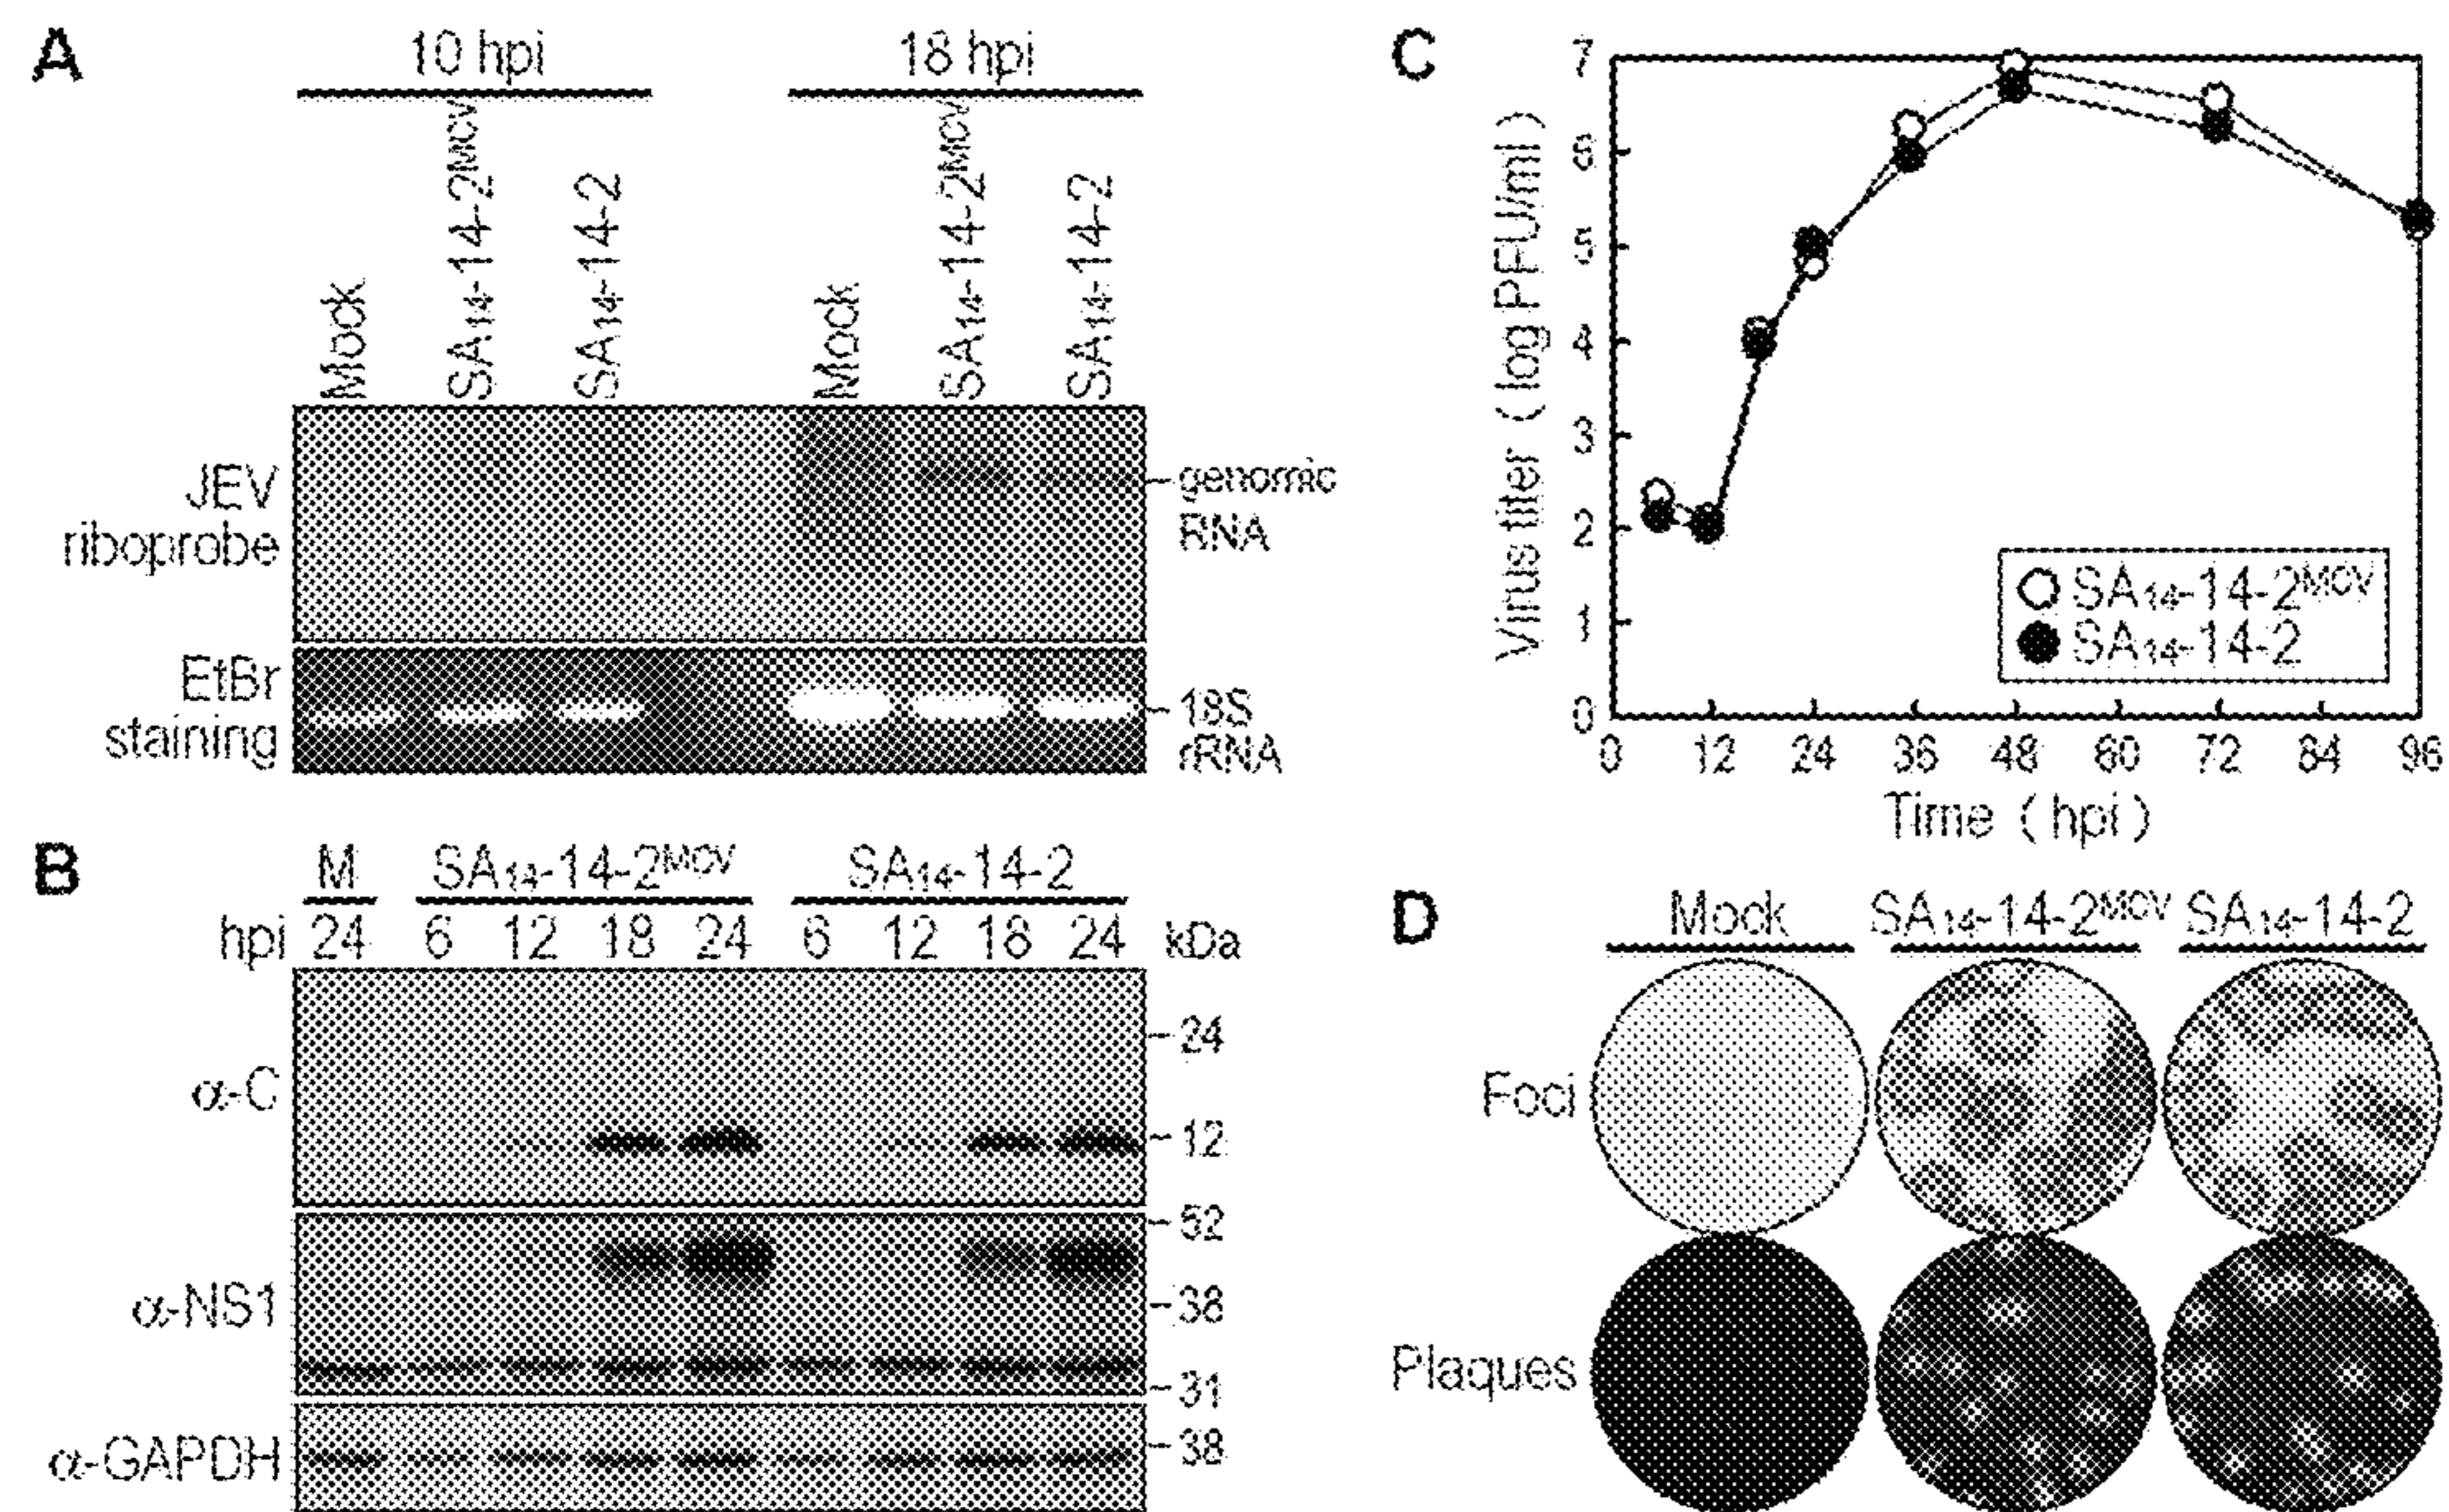 A
10 hpi
18 hpi
Mock
SA14-14-2MCV
SA14-14-2
Mock
SA14-14-2MCV
SA14-14-2
JEV
riboprobe
genomic
RNA
EtBr
staining
18S
rRNA
B
M
SA14-14-2MCV
SA14-14-2
hpi 24 6 12 18 24 6 12 18 24 kDa
α-C
24
12
α-NS1
52
38
31
α-GAPDH
38
C
Virus titer (log PFU/ml)
7
6
5
4
3
2
1
0
SA14-14-2MCV
SA14-14-2
0 12 24 36 48 60 72 84 96
Time (hpi)
D
Mock SA14-14-2MCV SA14-14-2
Foci
Plaques